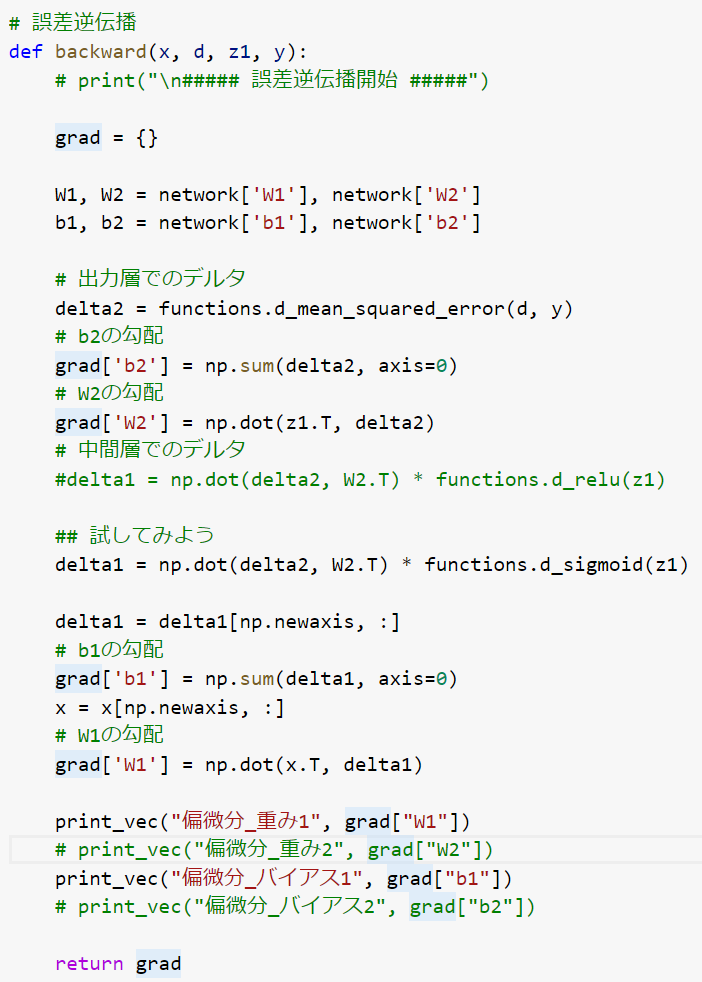 # 誤差逆伝播
def backward(x, d, z1, y):
    # print("\n##### 誤差逆伝播開始 #####")
    grad = {}
    W1, W2 = network['W1'], network['W2']
    b1, b2 = network['b1'], network['b2']
    # 出力層でのデルタ
    delta2 = functions.d_mean_squared_error(d, y)
    # b2の勾配
    grad['b2'] = np.sum(delta2, axis=0)
    # W2の勾配
    grad['W2'] = np.dot(z1.T, delta2)
    # 中間層でのデルタ
    #delta1 = np.dot(delta2, W2.T) * functions.d_relu(z1)
    ## 試してみよう
    delta1 = np.dot(delta2, W2.T) * functions.d_sigmoid(z1)
    delta1 = delta1[np.newaxis, :]
    # b1の勾配
    grad['b1'] = np.sum(delta1, axis=0)
    x = x[np.newaxis, :]
    # W1の勾配
    grad['W1'] = np.dot(x.T, delta1)
    print_vec("偏微分_重み1", grad["W1"])
    # print_vec("偏微分_重み2", grad["W2"])
    print_vec("偏微分_バイアス1", grad["b1"])
    # print_vec("偏微分_バイアス2", grad["b2"])
    return grad